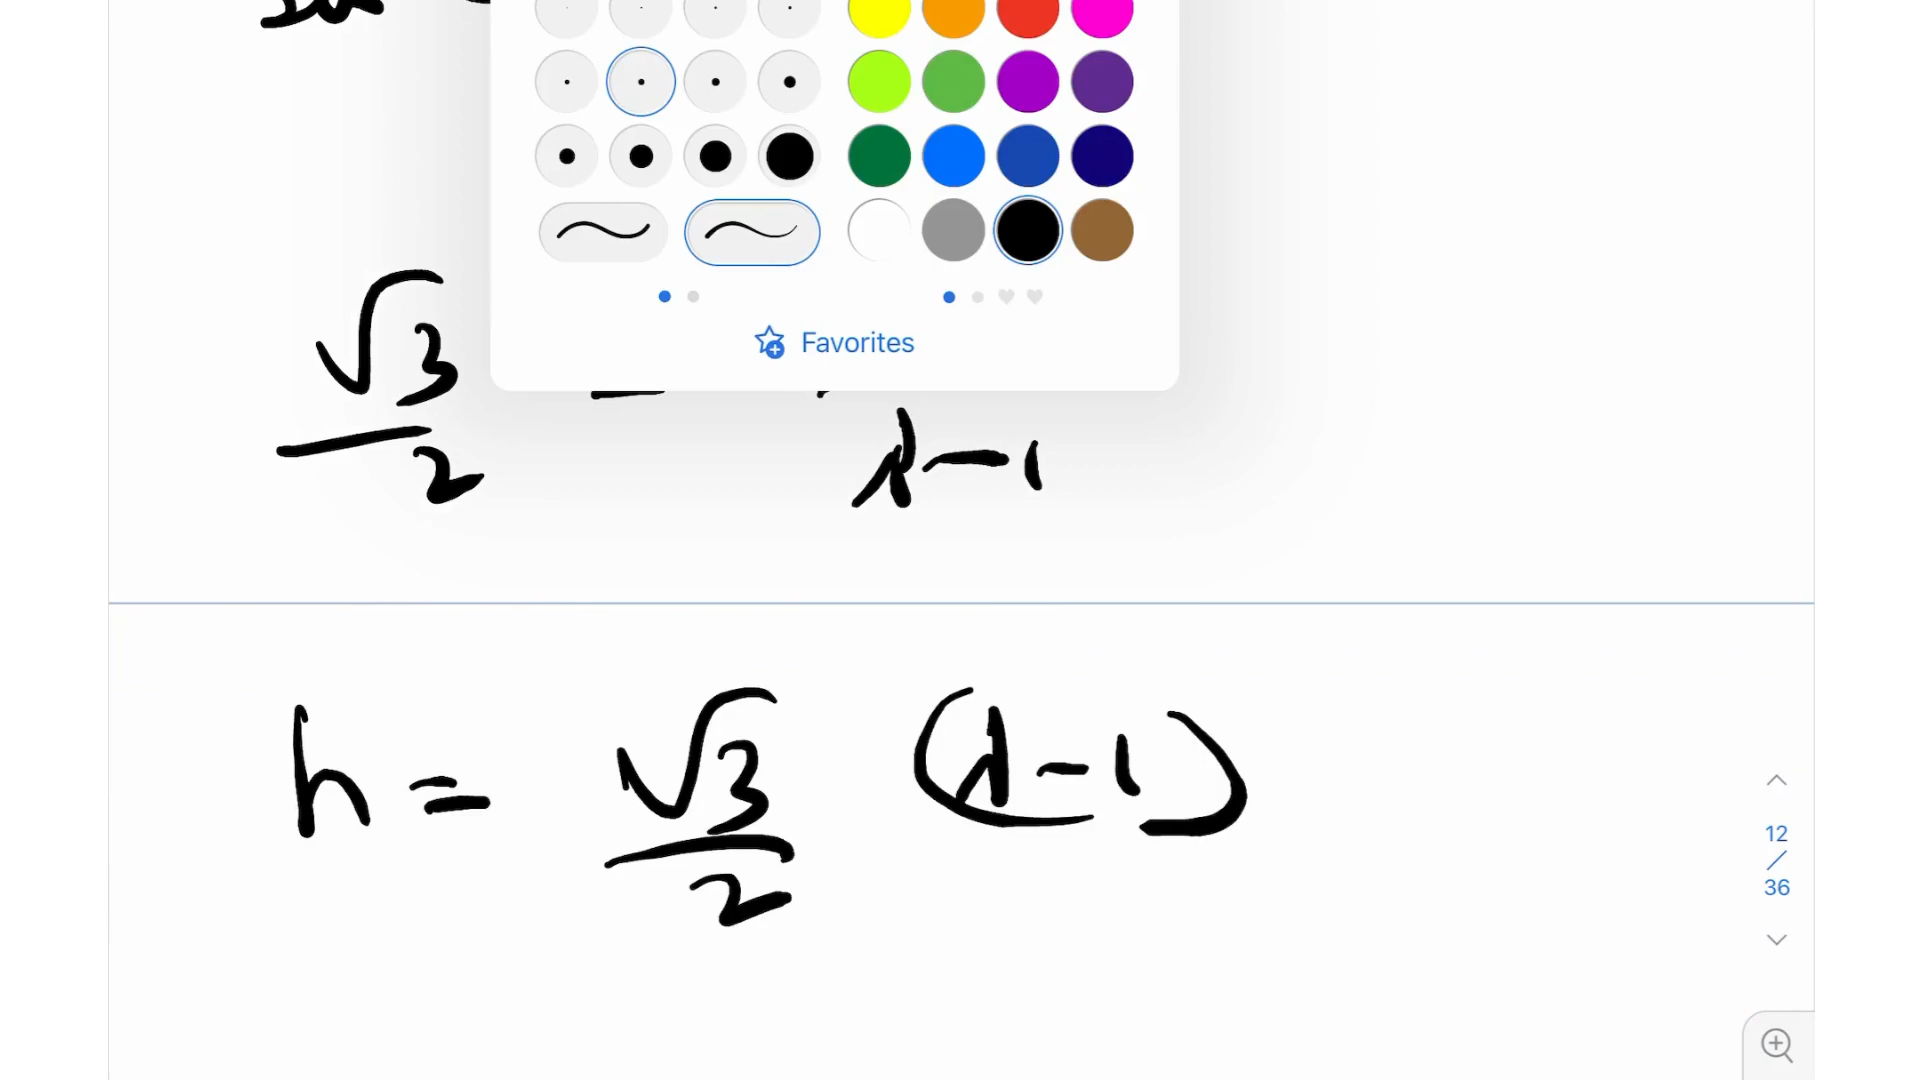 Favorites
√3/2 = /λ-1
h = √3/2 (λ-1)
12
/
36